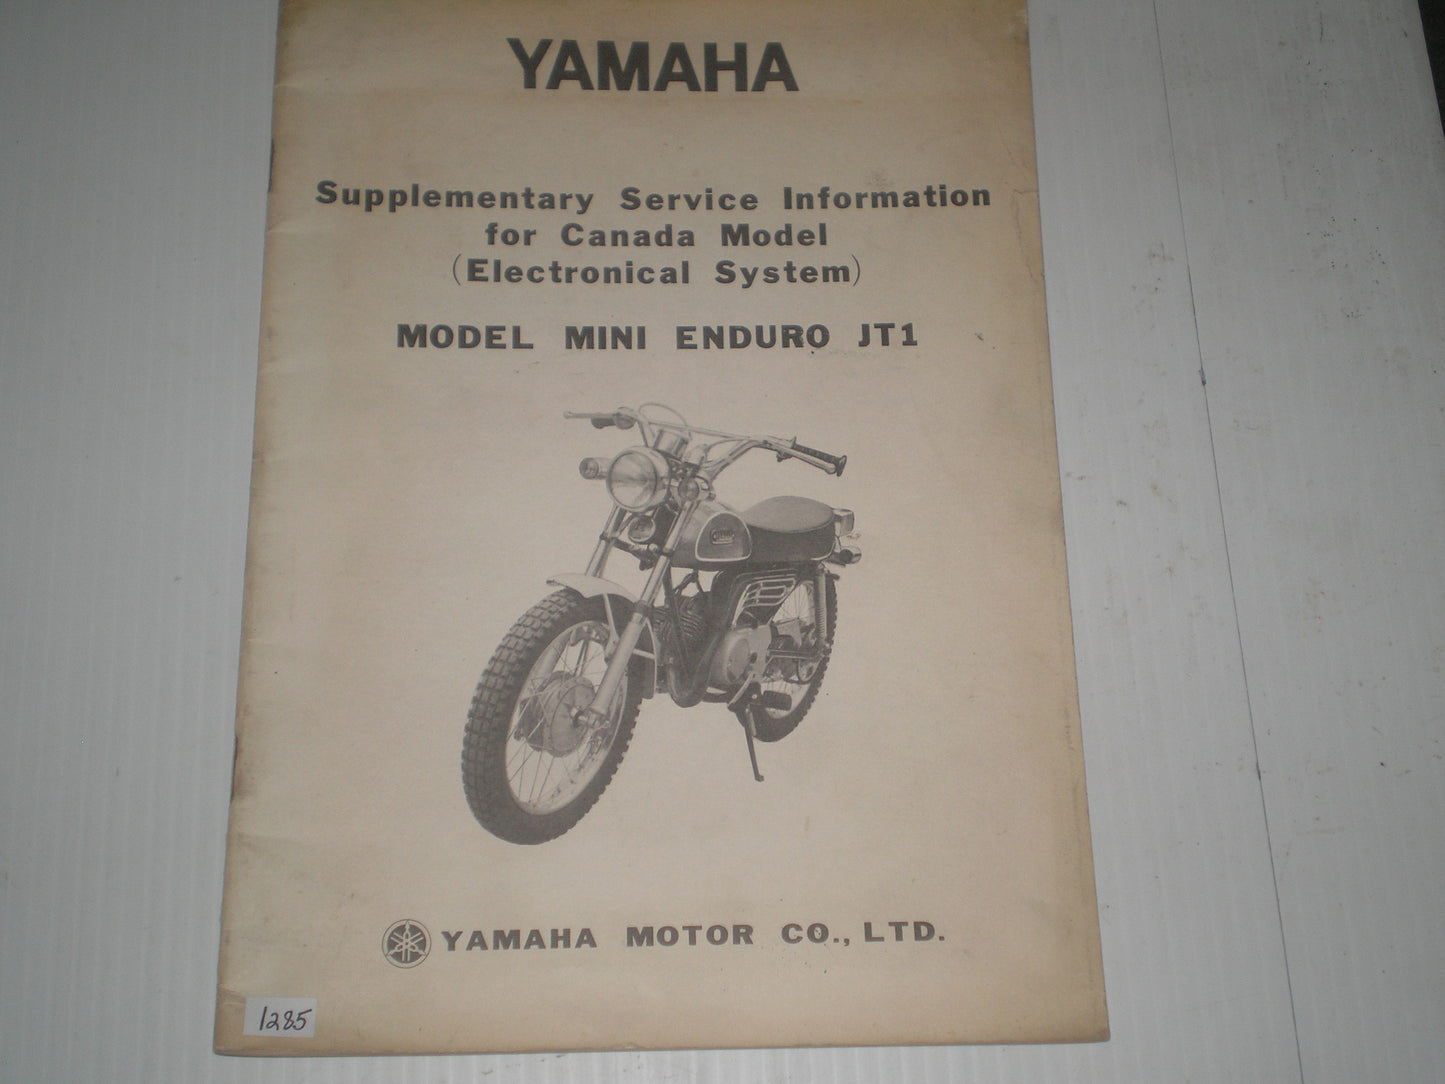 YAMAHA
Supplementary Service Information
for Canada Model
(Electronical System)
MODEL MINI ENDURO JT1
YAMAHA MOTOR CO., LTD.
1285